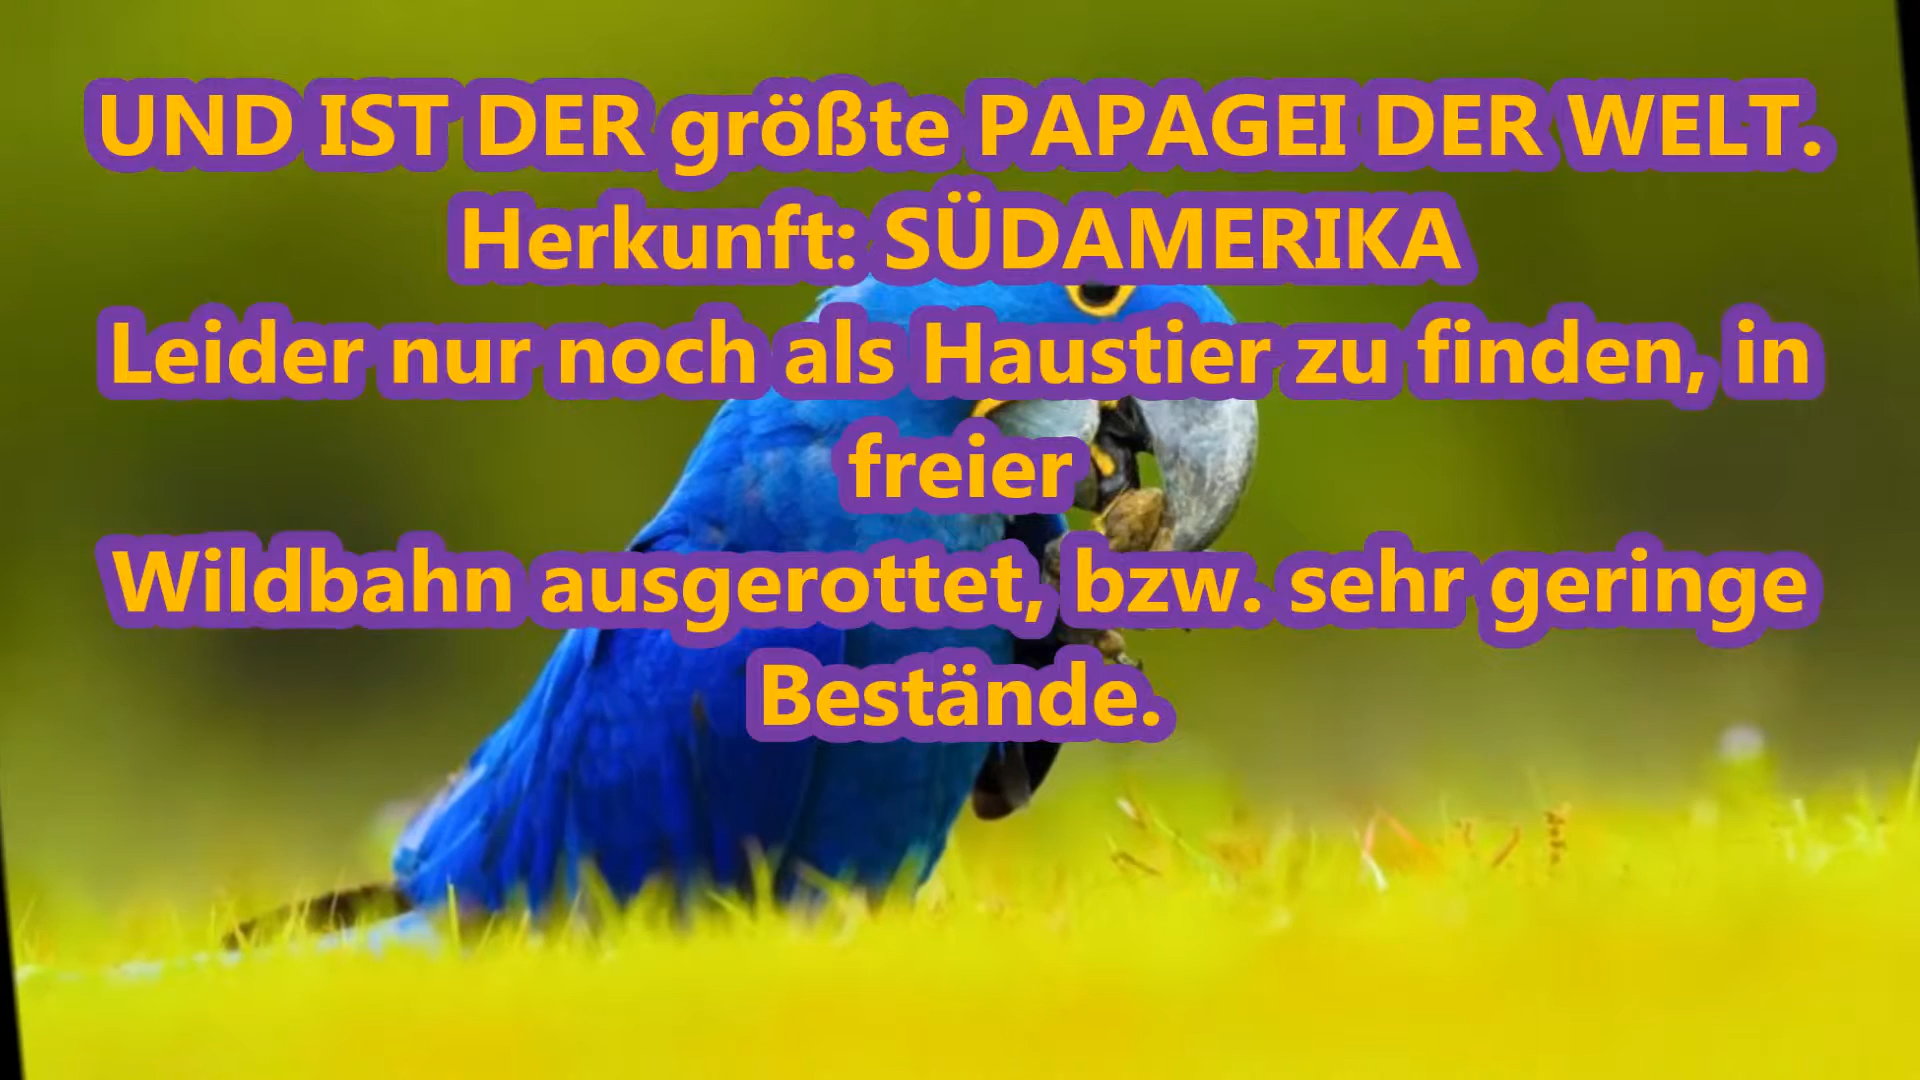 UND IST DER größte PAPAGEI DER WELT.
Herkunft: SÜDAMERIKA
Leider nur noch als Haustier zu finden, in
freier
Wildbahn ausgerottet, bzw. sehr geringe
Bestände.